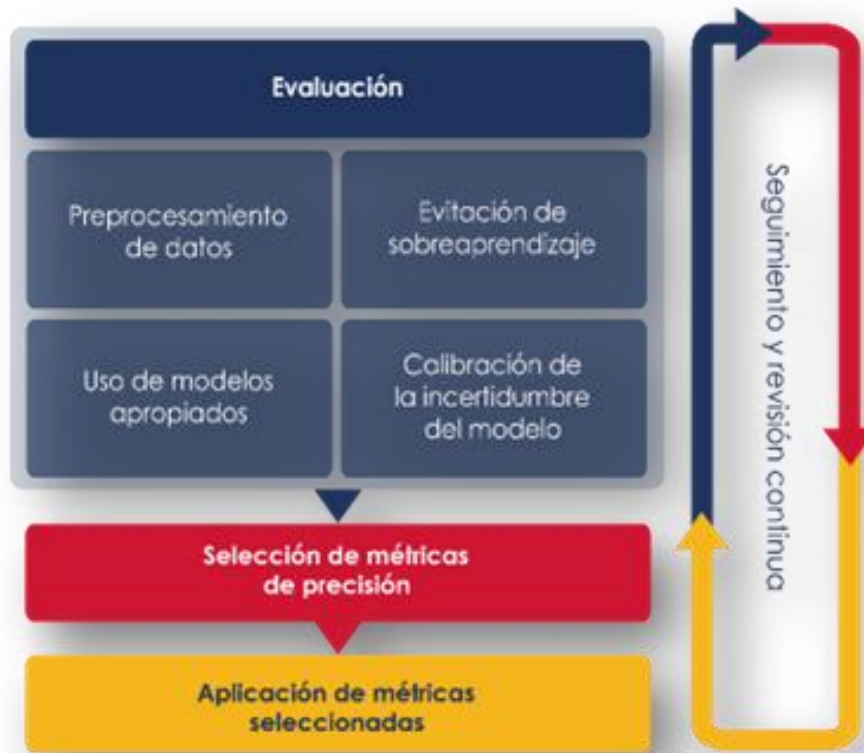 Evaluación
Preprocesamiento
de datos
Evitación de
sobreaprendizaje
Uso de modelos
apropiados
Calibración de
la incertidumbre
del modelo
Selección de métricas
de precisión
Aplicación de métricas
seleccionadas
Seguimiento y revisión continua